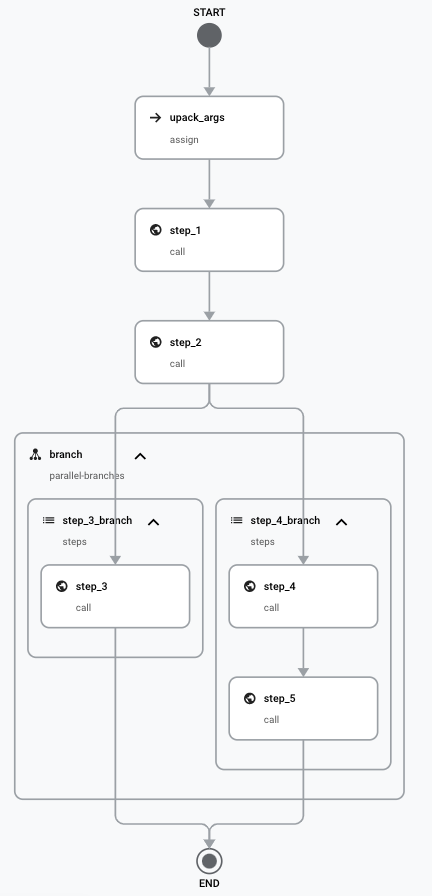 START
upack_args
assign
step_1
call
step_2
call
branch
parallel-branches
step_3_branch
steps
step_3
call
step_4_branch
steps
step_4
call
step_5
call
END